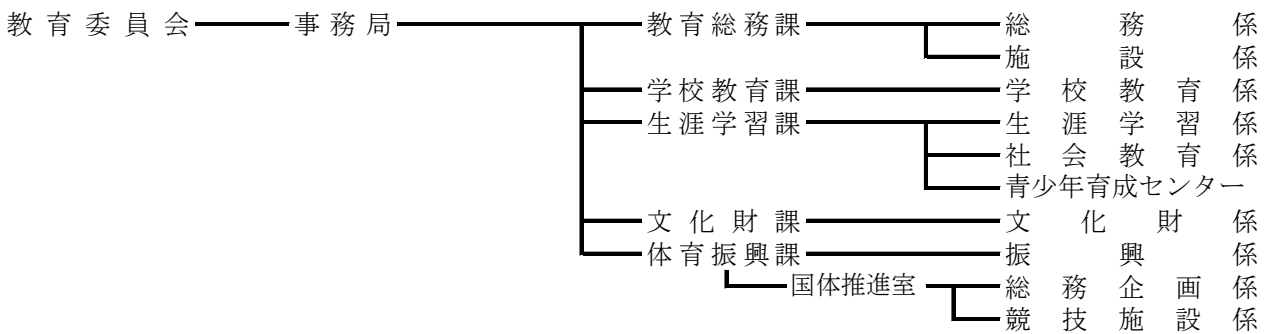 教育委員会 事務局 教育総務課 総務係
施設係
学校教育課 学校教育係
生涯学習課 生涯学習係
社会教育係
青少年育成センター
文化財課 文化財係
体育振興課 振興係
国体推進室 総務企画係
競技施設係